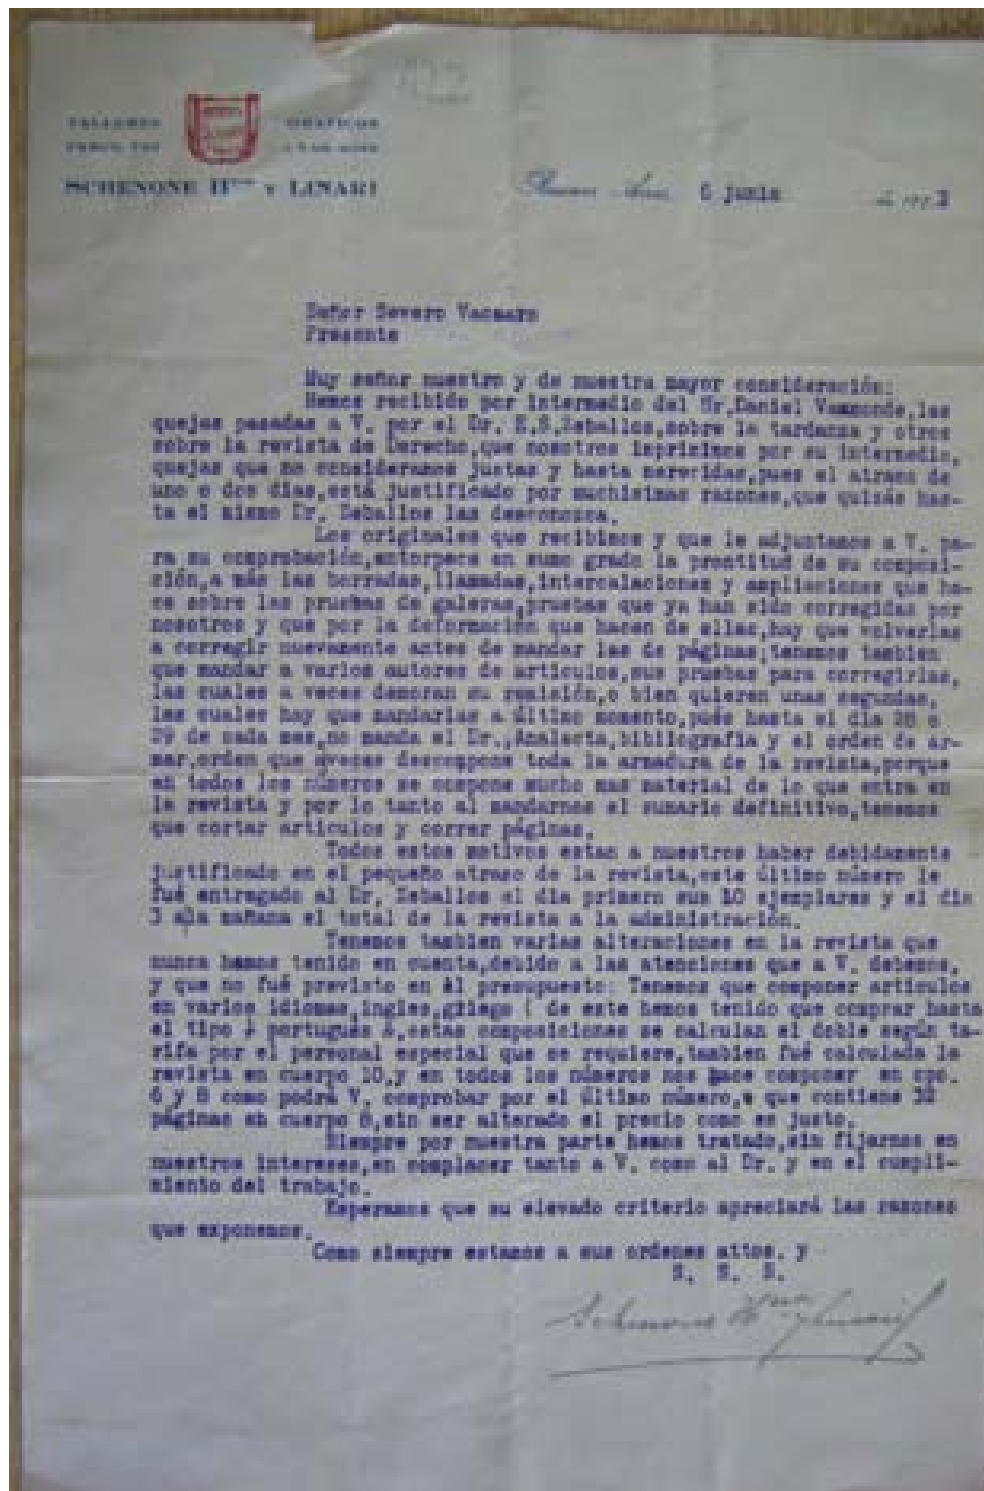 TALLERES GRAFICOS
SCHENONE Hnos y LINARI
Buenos Aires, 6 junio de 192
Señor Severo Vaccaro
Presente
Muy señor nuestro y de nuestra mayor consideración:
Hemos recibido por intermedio del Sr,Daniel Vamonde,las
quejas pasadas a V. por el Dr. E.S.Zeballos,sobre la tardanza y otros
sobre la revista de Derecho,que nosotros imprimimos por su intermedio,
quejas que no consideramos justas y hasta merecidas,pues el atraso de
uno o dos dias,está justificado por muchisimas razones,que quizás has-
ta el mismo Dr. Zeballos las desconozca.
Los originales que recibimos y que le adjuntamos a V. pa-
ra su comprobación,entorpece en sumo grado la prontitud de su composi-
ción,a más las borradas,llamadas,intercalaciones y ampliaciones que ha-
ce sobre las pruebas de galeras,pruebas que ya han sido corregidas por
nosotros y que por la deformación que hacen de ellas,hay que volverlas
a corregir nuevamente antes de mandar las de páginas;tenemos tambien
que mandar a varios autores de articulos,sus pruebas para corregirlas,
las cuales a veces demoran su remisión,o bien quieren unas segundas,
las cuales hay que mandarlas a último momento,pués hasta el dia 28 o
29 de cada mes,no manda el Dr.,Analecta,bibliografia y el orden de ar-
mar,orden que aveces descompone toda la armadura de la revista,porque
en todos los números se compone mucho mas material de lo que entra en
la revista y por lo tanto al mandarnos el sumario definitivo,tenemos
que cortar articulos y correr páginas.
Todos estos motivos estan a nuestros haber debidamente
justificado en el pequeño atraso de la revista,este último número le
fué entregado al Dr. Zeballos el dia primero sus 10 ejemplares y el dia
3 a la mañana el total de la revista a la administración.
Tenemos tambien varias alteraciones en la revista que
nunca hemos tenido en cuenta,debido a las atenciones que a V. debemos,
y que no fué previsto en el presupuesto: Tenemos que componer articulos
en varios idiomas,ingles,griego ( de este hemos tenido que comprar hasta
el tipo ) portugués &,estas composiciones se calculan el doble según ta-
rifa por el personal especial que se requiere,tambien fué calculada la
revista en cuerpo 10,y en todos los números nos hace componer en cpo.
6 y 8 como podrá V. comprobar por el último número, que contiene 32
páginas en cuerpo 8,sin ser alterado el precio como es justo.
Siempre por nuestra parte hemos tratado,sin fijarnos en
nuestros intereses,en complacer tanto a V. como al Dr. y en el cumpli-
miento del trabajo.
Esperamos que su elevado criterio apreciará las razones
que exponemos.
Como siempre estamos a sus ordenes attos. y
S. S. S.
Schenone Hnos y Linari